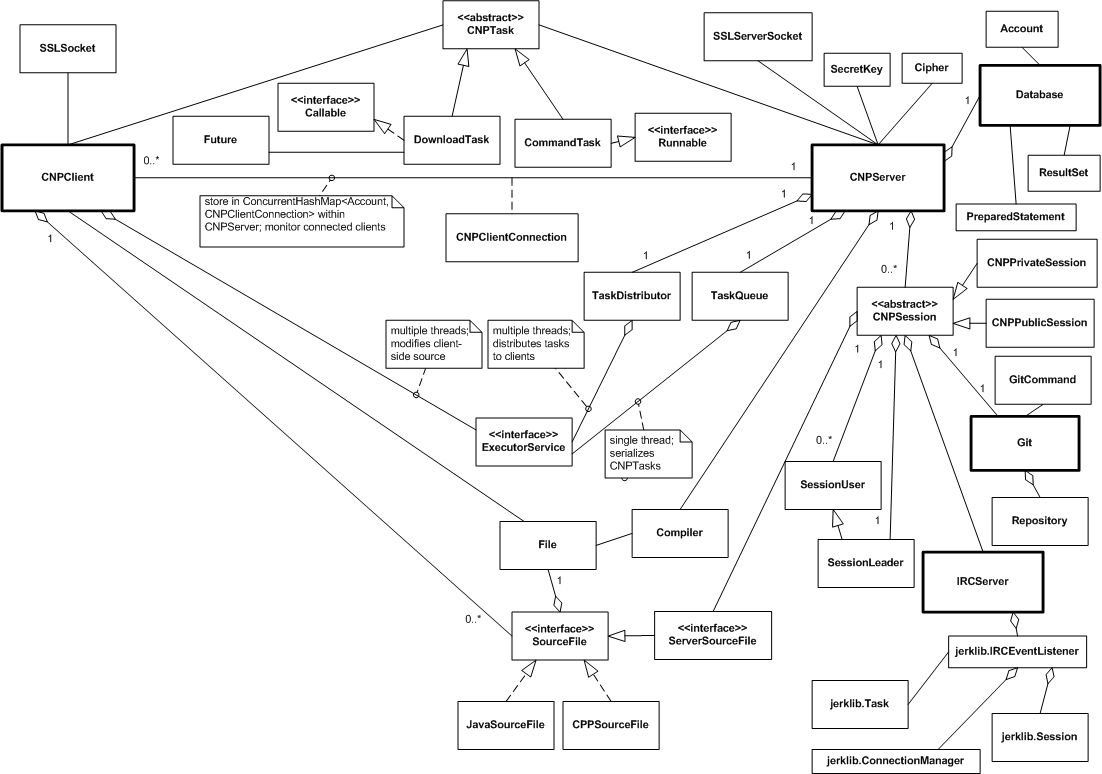 <<abstract>>
CNPTask
SSLSocket
SSLServerSocket
Account
SecretKey
Cipher
Database
<<interface>>
Callable
1
Future
DownloadTask
CommandTask
<<interface>>
Runnable
ResultSet
0..*
1
CNPClient
CNPServer
store in ConcurrentHashMap<Account,
CNPClientConnection> within
CNPServer; monitor connected clients
1
PreparedStatement
1
1
1
CNPClientConnection
1
1
0..*
CNPPrivateSession
TaskDistributor
TaskQueue
<<abstract>>
CNPSession
CNPPublicSession
multiple threads;
modifies client-
side source
multiple threads;
distributes tasks
to clients
1
1
1
GitCommand
1
<<interface>>
ExecutorService
single thread;
serializes
CNPTasks
0..*
Git
SessionUser
Repository
1
File
Compiler
SessionLeader
1
IRCServer
0..*
<<interface>>
SourceFile
<<interface>>
ServerSourceFile
jerklib.IRCEventListener
jerklib.Task
JavaSourceFile
CPPSourceFile
jerklib.Session
jerklib.ConnectionManager